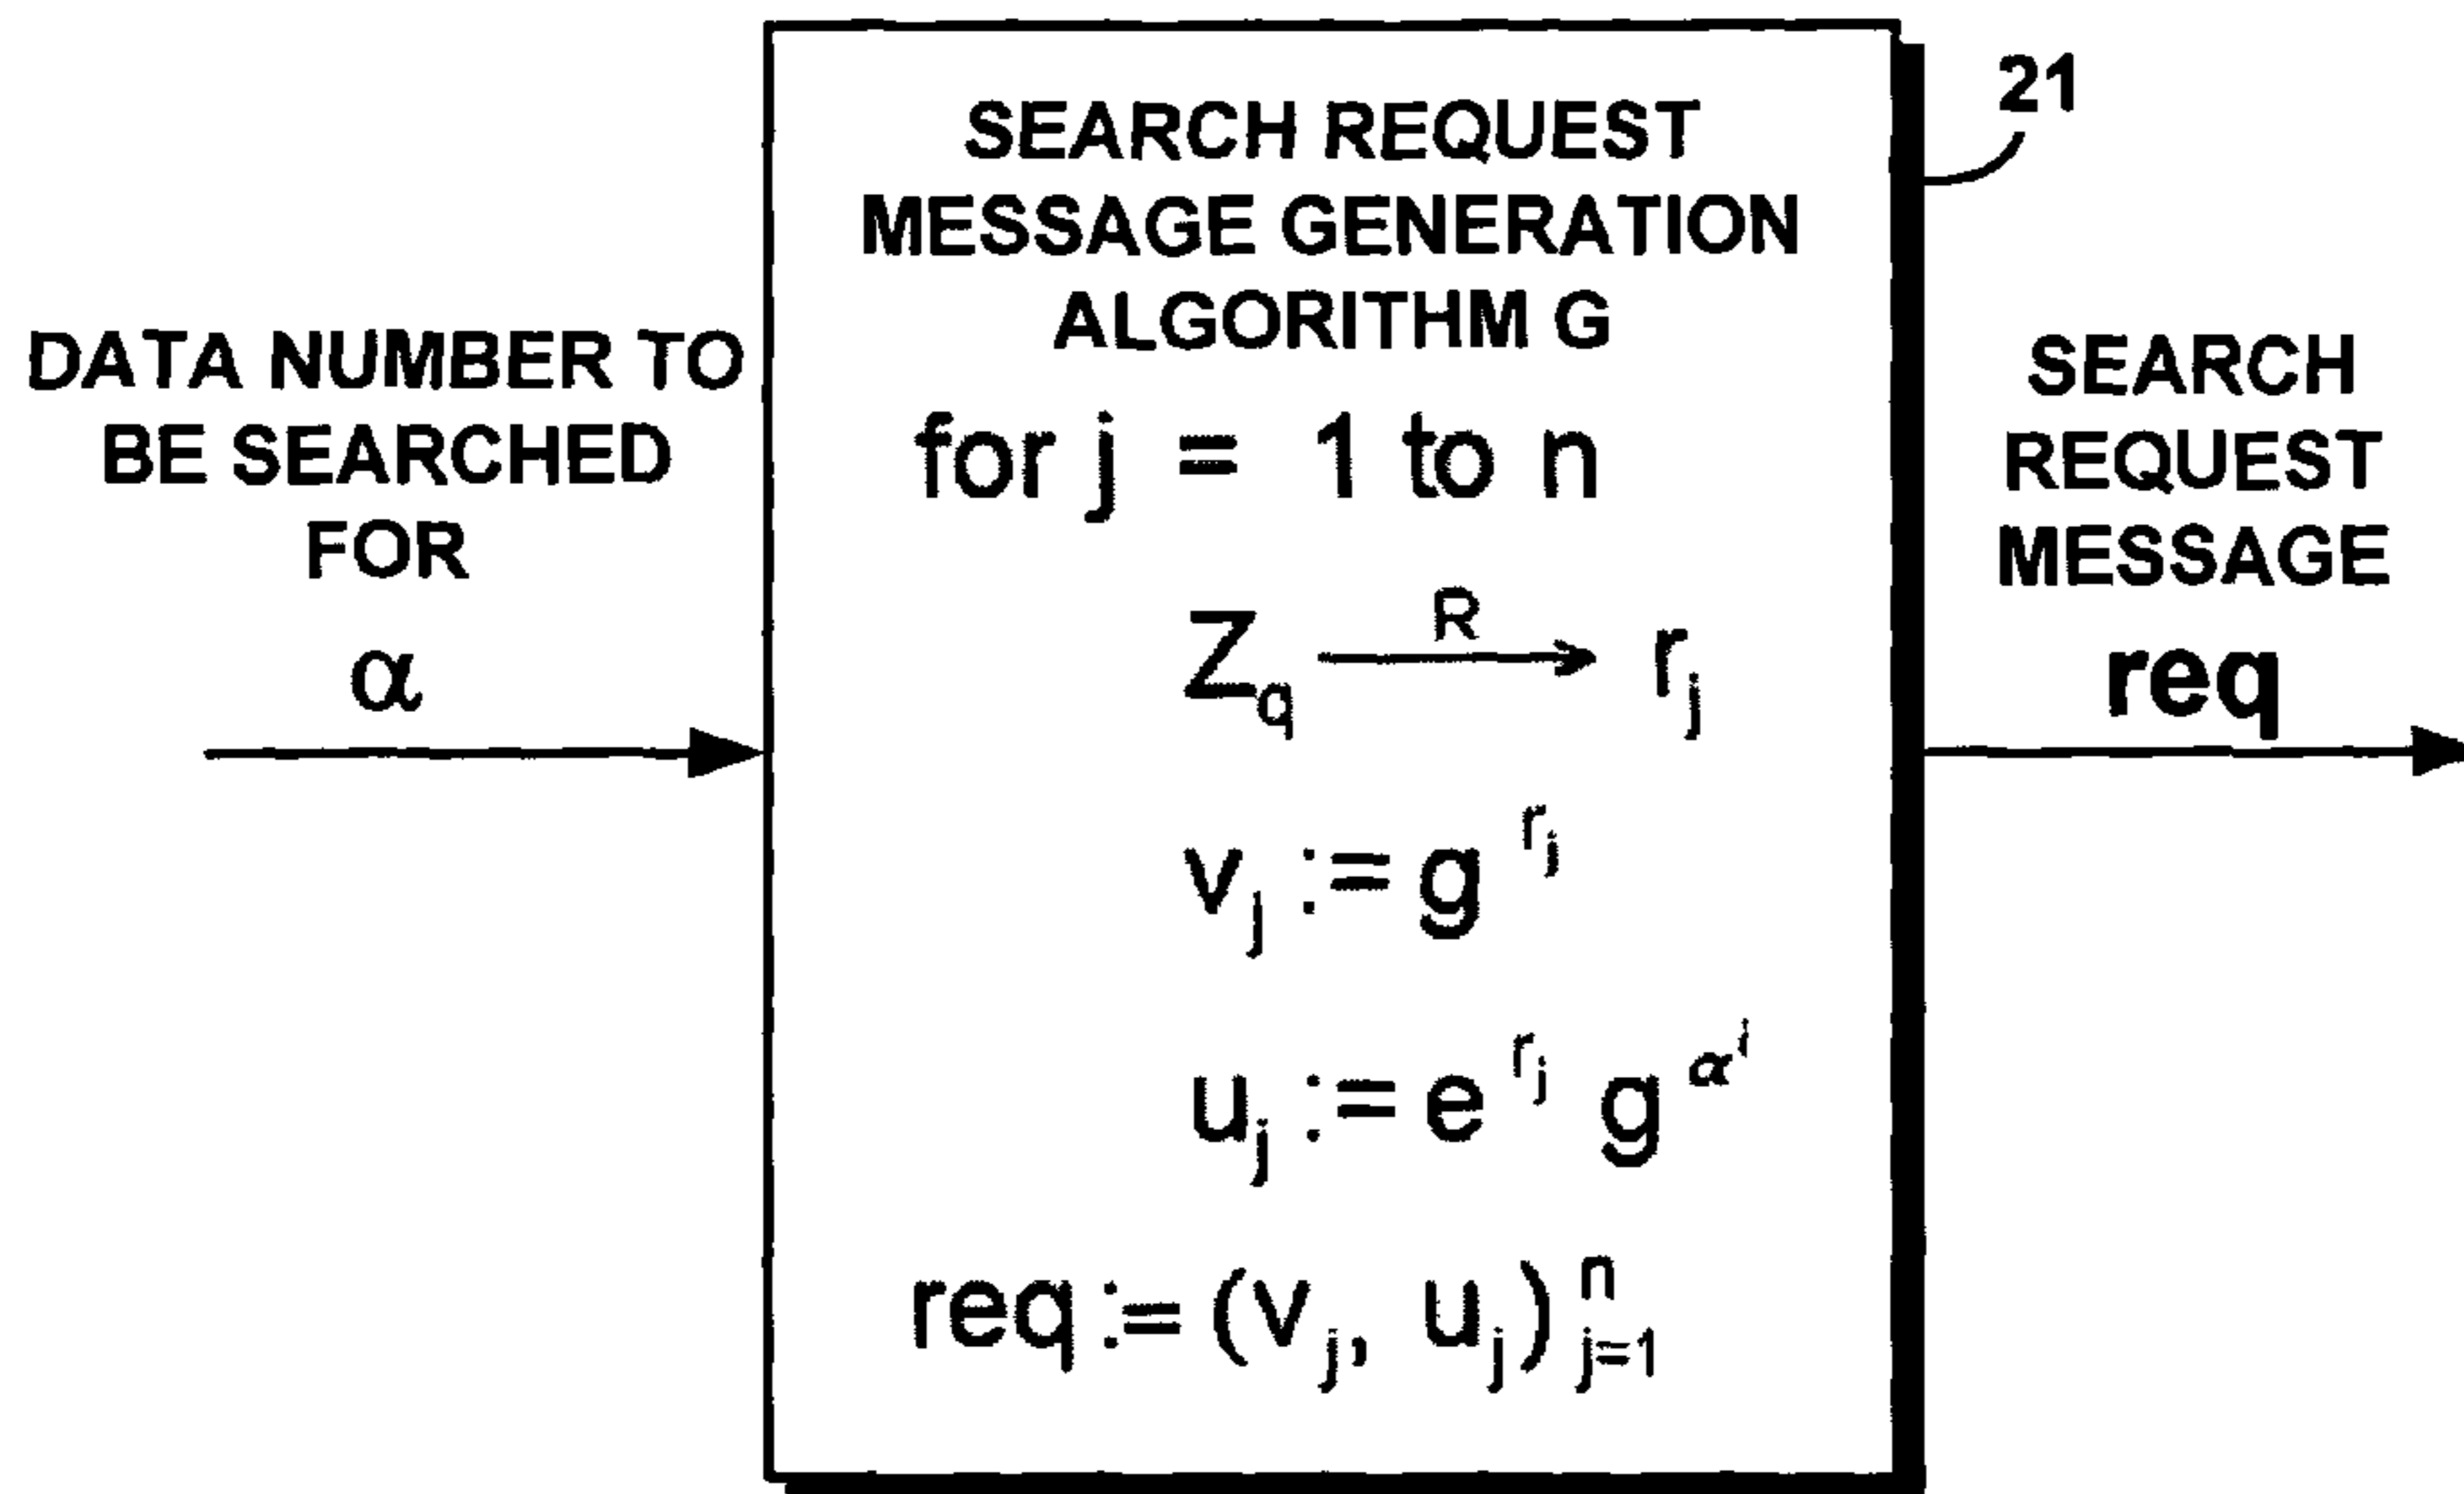 21
SEARCH REQUEST
MESSAGE GENERATION
ALGORITHM G
DATA NUMBER TO
BE SEARCHED
FOR
α
for j = 1 to n
Z_q —R→ r_j
v_j := g^{r_j}
u_j := e^{r_j} g^{α^j}
req := (v_j, u_j)^n_{j=1}
SEARCH
REQUEST
MESSAGE
req